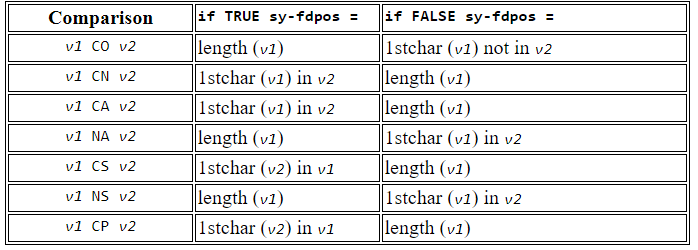 Comparison if TRUE sy-fdpos = if FALSE sy-fdpos =
v1 CO v2 length (v1) 1stchar (v1) not in v2
v1 CN v2 1stchar (v1) in v2 length (v1)
v1 CA v2 1stchar (v1) in v2 length (v1)
v1 NA v2 length (v1) 1stchar (v1) in v2
v1 CS v2 1stchar (v2) in v1 length (v1)
v1 NS v2 length (v1) 1stchar (v1) in v2
v1 CP v2 1stchar (v2) in v1 length (v1)